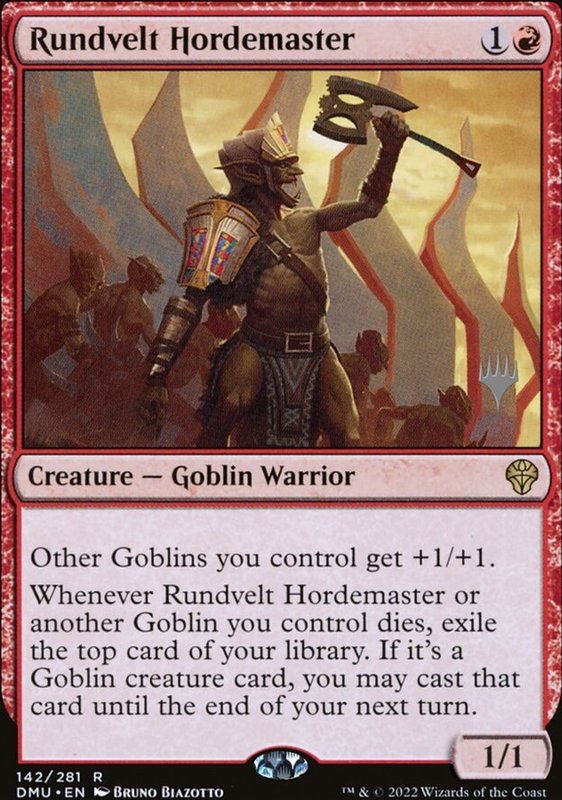 Rundvelt Hordemaster 1
Creature — Goblin Warrior
Other Goblins you control get +1/+1.
Whenever Rundvelt Hordemaster or
another Goblin you control dies, exile
the top card of your library. If it's a
Goblin creature card, you may cast that
card until the end of your next turn.
1/1
142/281 R
DMU • EN Bruno Biazotto
™ & © 2022 Wizards of the Coast